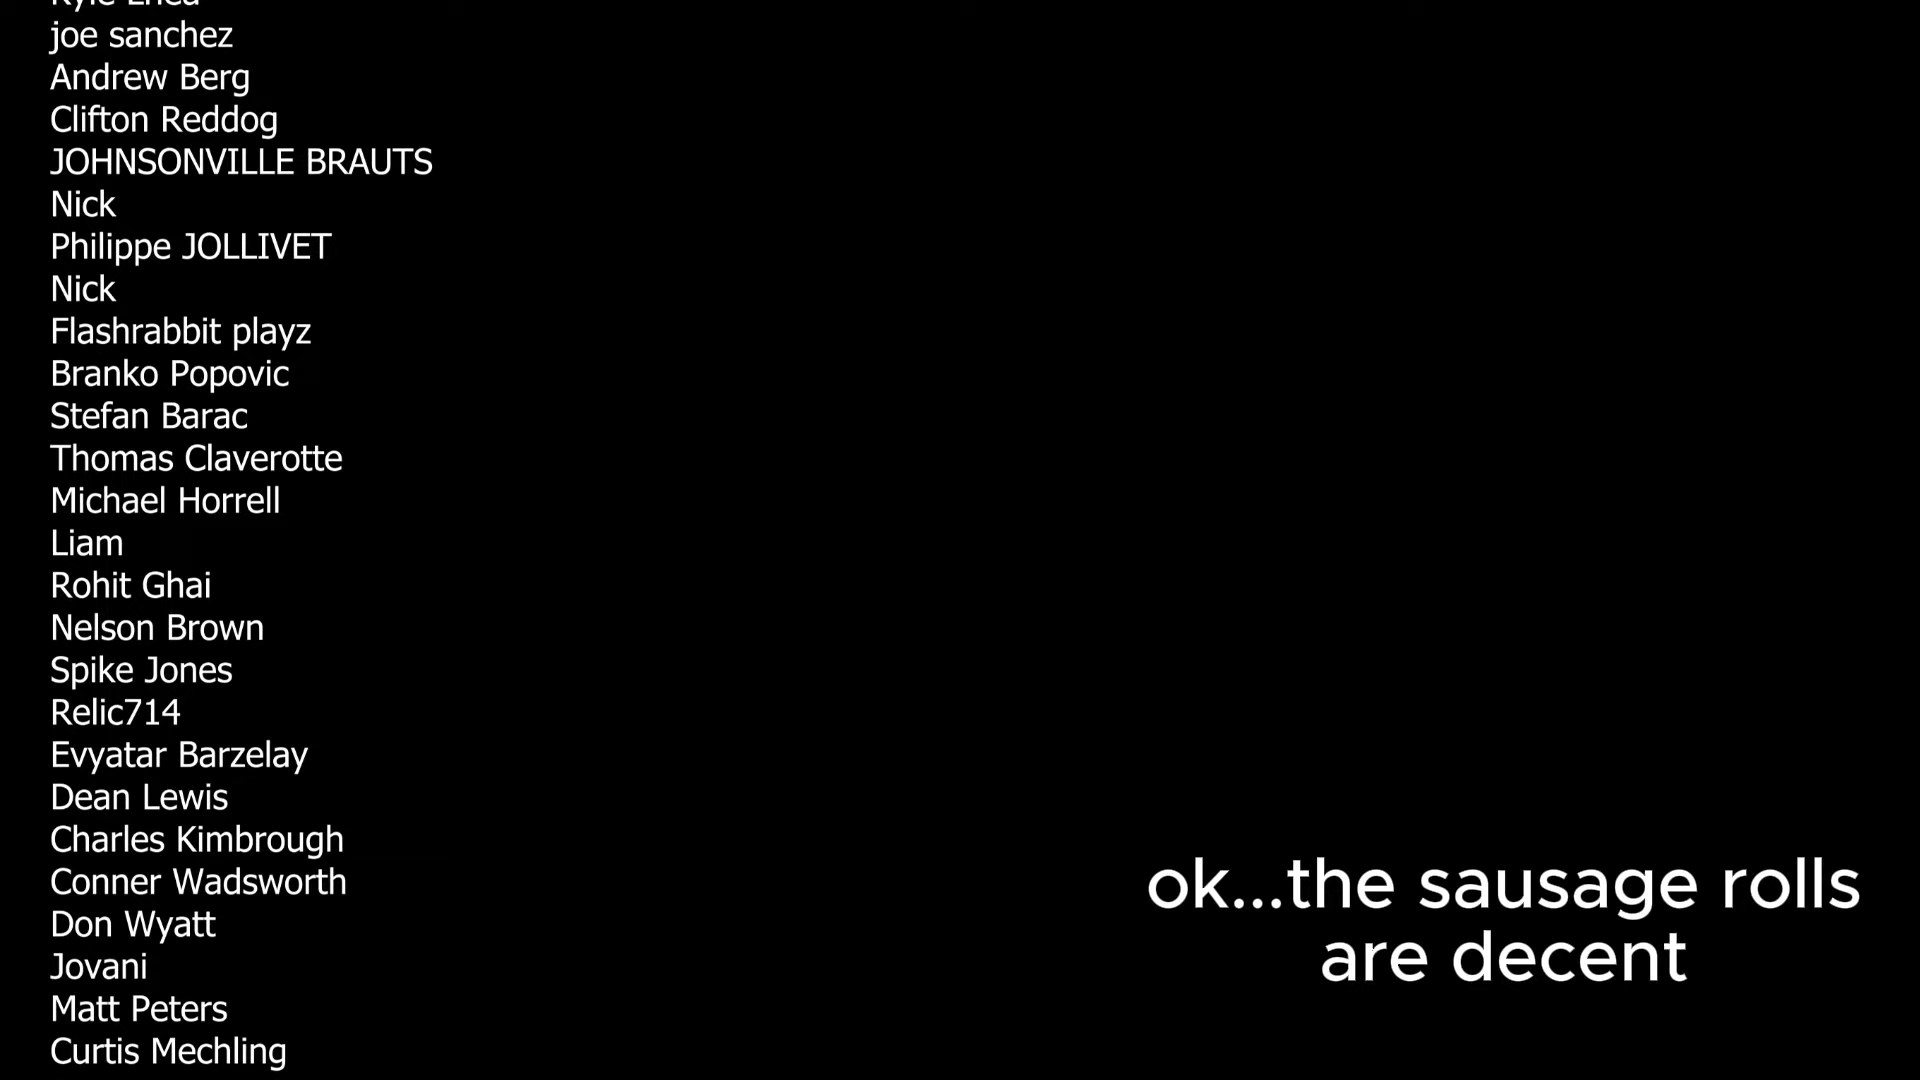 joe sanchez
Andrew Berg
Clifton Reddog
JOHNSONVILLE BRAUTS
Nick
Philippe JOLLIVET
Nick
Flashrabbit playz
Branko Popovic
Stefan Barac
Thomas Claverotte
Michael Horrell
Liam
Rohit Ghai
Nelson Brown
Spike Jones
Relic714
Evyatar Barzelay
Dean Lewis
Charles Kimbrough
Conner Wadsworth
Don Wyatt
Jovani
Matt Peters
Curtis Mechling
ok...the sausage rolls
are decent